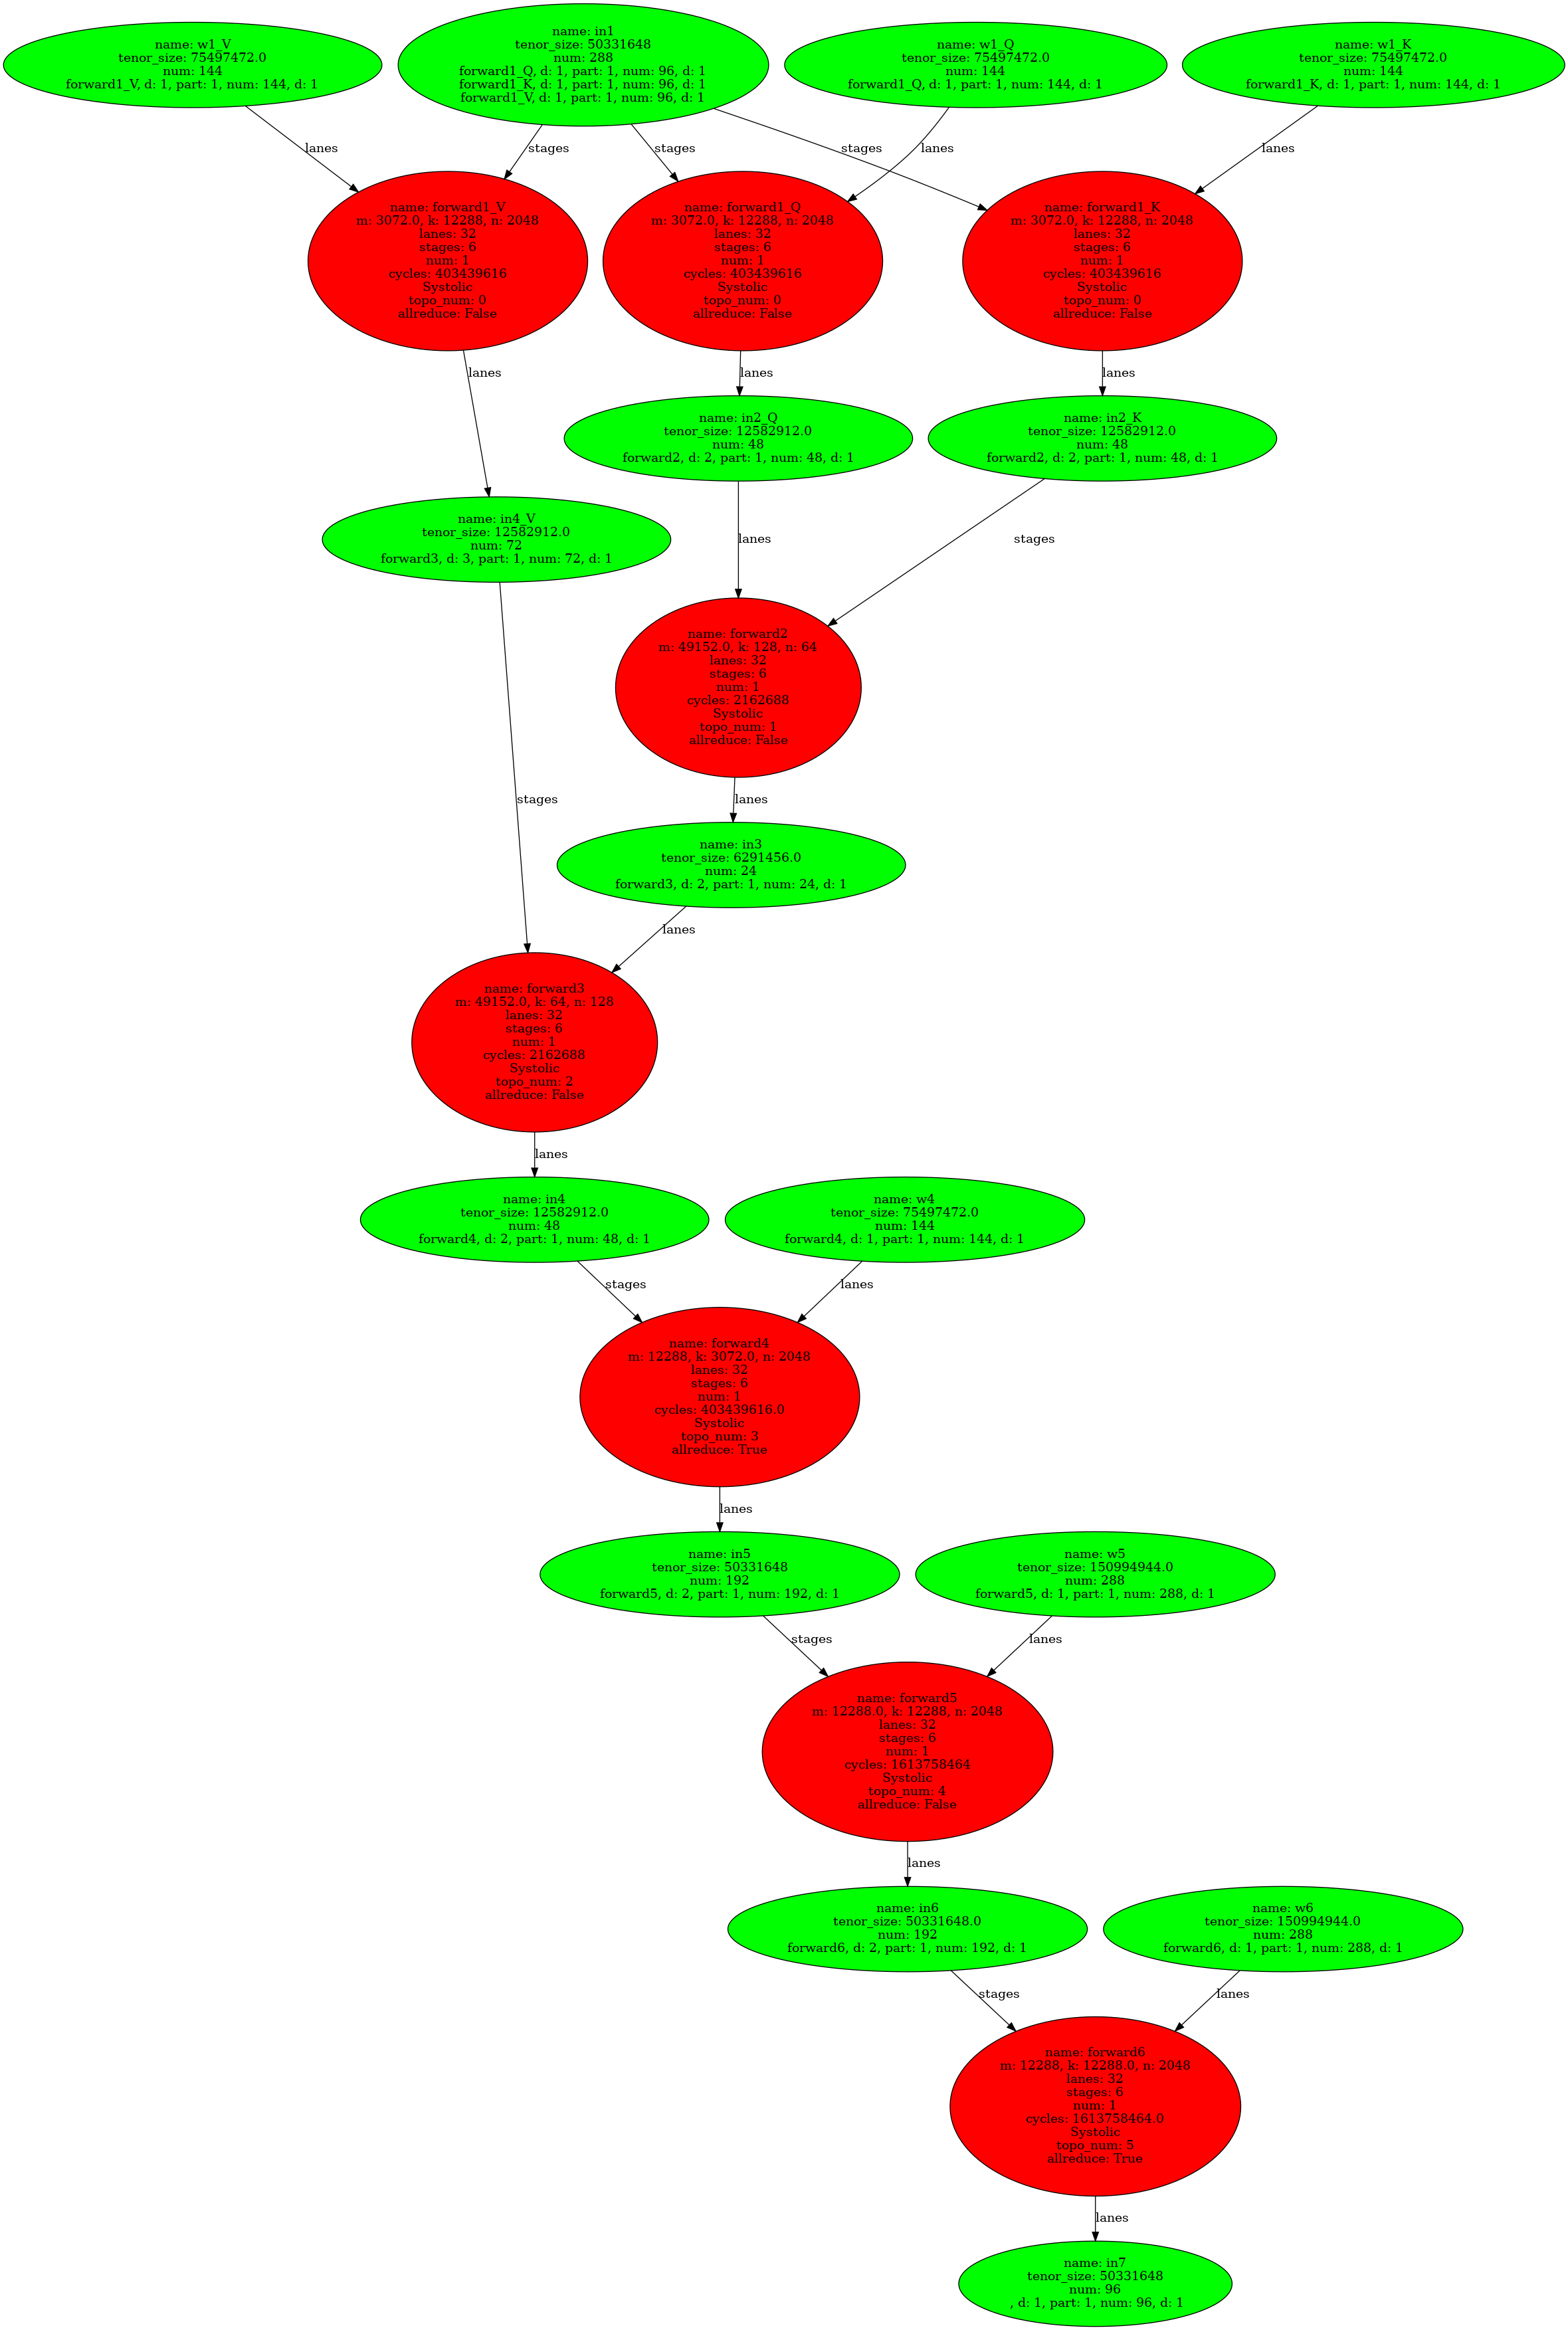 name: w1_V
tenor_size: 75497472.0
num: 144
forward1_V, d: 1, part: 1, num: 144, d: 1
name: in1
tenor_size: 50331648
num: 288
forward1_Q, d: 1, part: 1, num: 96, d: 1
forward1_K, d: 1, part: 1, num: 96, d: 1
forward1_V, d: 1, part: 1, num: 96, d: 1
name: w1_Q
tenor_size: 75497472.0
num: 144
forward1_Q, d: 1, part: 1, num: 144, d: 1
name: w1_K
tenor_size: 75497472.0
num: 144
forward1_K, d: 1, part: 1, num: 144, d: 1
lanes
stages
stages
stages
lanes
lanes
name: forward1_V
m: 3072.0, k: 12288, n: 2048
lanes: 32
stages: 6
num: 1
cycles: 403439616
Systolic
topo_num: 0
allreduce: False
name: forward1_Q
m: 3072.0, k: 12288, n: 2048
lanes: 32
stages: 6
num: 1
cycles: 403439616
Systolic
topo_num: 0
allreduce: False
name: forward1_K
m: 3072.0, k: 12288, n: 2048
lanes: 32
stages: 6
num: 1
cycles: 403439616
Systolic
topo_num: 0
allreduce: False
lanes
lanes
lanes
name: in2_Q
tenor_size: 12582912.0
num: 48
forward2, d: 2, part: 1, num: 48, d: 1
name: in2_K
tenor_size: 12582912.0
num: 48
forward2, d: 2, part: 1, num: 48, d: 1
name: in4_V
tenor_size: 12582912.0
num: 72
forward3, d: 3, part: 1, num: 72, d: 1
lanes
stages
name: forward2
m: 49152.0, k: 128, n: 64
lanes: 32
stages: 6
num: 1
cycles: 2162688
Systolic
topo_num: 1
allreduce: False
stages
lanes
name: in3
tenor_size: 6291456.0
num: 24
forward3, d: 2, part: 1, num: 24, d: 1
lanes
name: forward3
m: 49152.0, k: 64, n: 128
lanes: 32
stages: 6
num: 1
cycles: 2162688
Systolic
topo_num: 2
allreduce: False
lanes
name: in4
tenor_size: 12582912.0
num: 48
forward4, d: 2, part: 1, num: 48, d: 1
name: w4
tenor_size: 75497472.0
num: 144
forward4, d: 1, part: 1, num: 144, d: 1
stages
lanes
name: forward4
m: 12288, k: 3072.0, n: 2048
lanes: 32
stages: 6
num: 1
cycles: 403439616.0
Systolic
topo_num: 3
allreduce: True
lanes
name: in5
tenor_size: 50331648
num: 192
forward5, d: 2, part: 1, num: 192, d: 1
name: w5
tenor_size: 150994944.0
num: 288
forward5, d: 1, part: 1, num: 288, d: 1
stages
lanes
name: forward5
m: 12288.0, k: 12288, n: 2048
lanes: 32
stages: 6
num: 1
cycles: 1613758464
Systolic
topo_num: 4
allreduce: False
lanes
name: in6
tenor_size: 50331648.0
num: 192
forward6, d: 2, part: 1, num: 192, d: 1
name: w6
tenor_size: 150994944.0
num: 288
forward6, d: 1, part: 1, num: 288, d: 1
stages
lanes
name: forward6
m: 12288, k: 12288.0, n: 2048
lanes: 32
stages: 6
num: 1
cycles: 1613758464.0
Systolic
topo_num: 5
allreduce: True
lanes
name: in7
tenor_size: 50331648
num: 96
, d: 1, part: 1, num: 96, d: 1